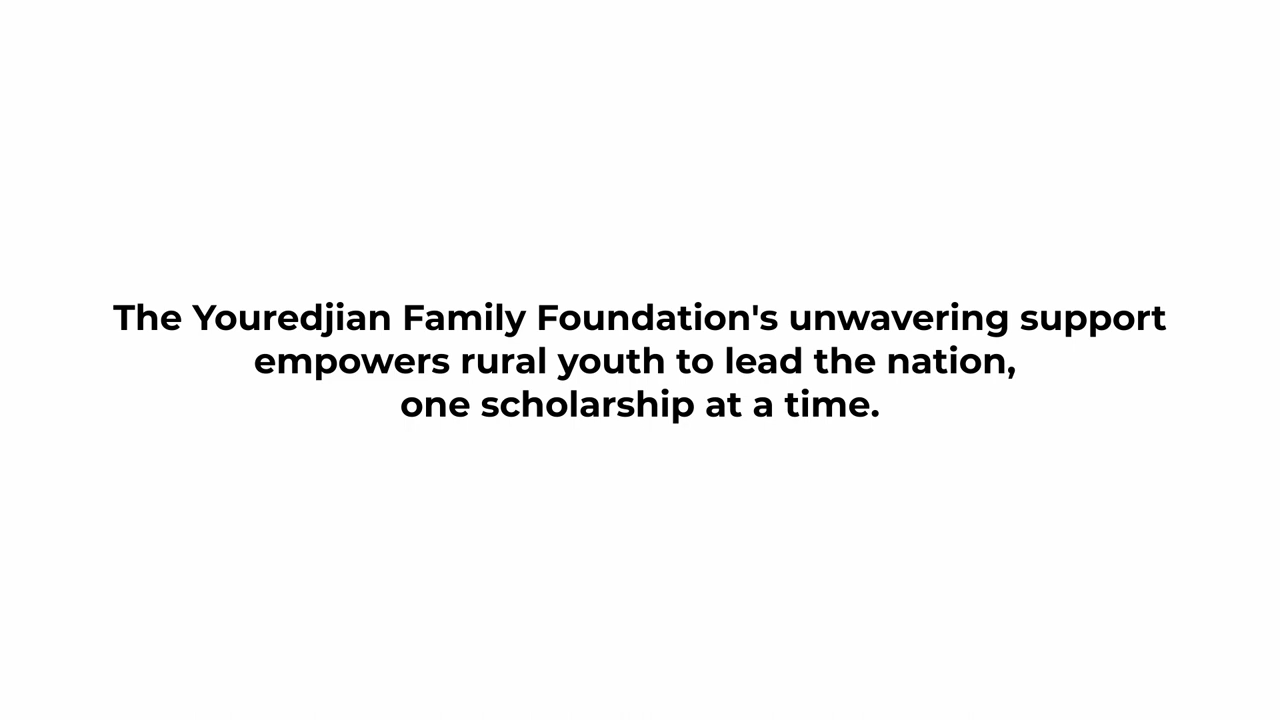 The Youredjian Family Foundation's unwavering support
empowers rural youth to lead the nation,
one scholarship at a time.